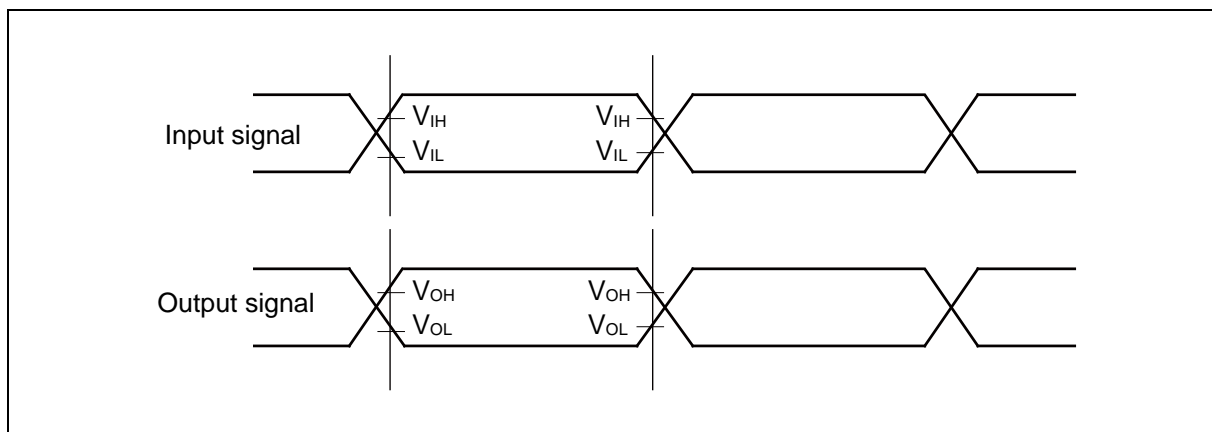 Input signal
VIH VIH
VIL VIL
Output signal
VOH VOH
VOL VOL